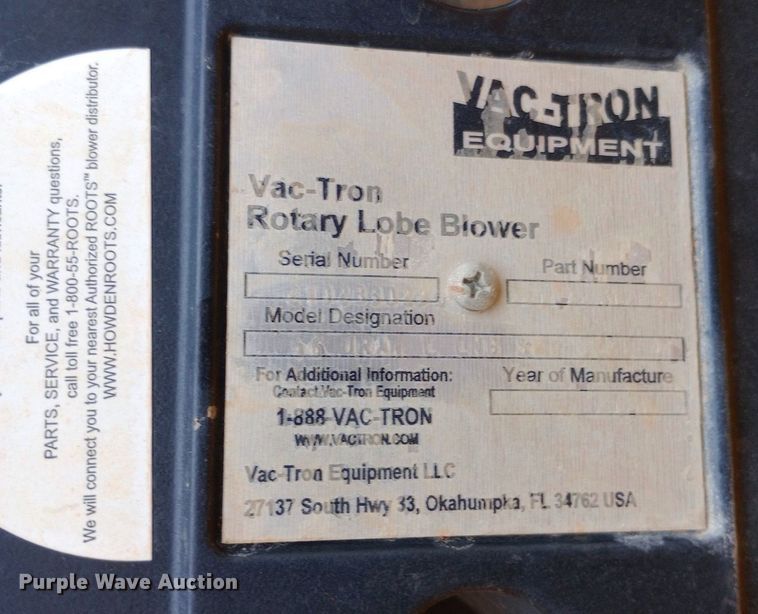 For all of your
PARTS, SERVICE, and WARRANTY questions,
call toll free 1-800-55-ROOTS.
We will connect you to your nearest Authorized ROOTS™ blower distributor.
WWW.HOWDENROOTS.COM
VAC-TRON
EQUIPMENT
Vac-Tron
Rotary Lobe Blower
Serial Number
Part Number
Model Designation
For Additional Information:
Contact Vac-Tron Equipment
1-888 VAC-TRON
WWW.VACTRON.COM
Year of Manufacture
Vac-Tron Equipment LLC
27137 South Hwy 33, Okahumpka, FL 34762 USA
Purple Wave Auction